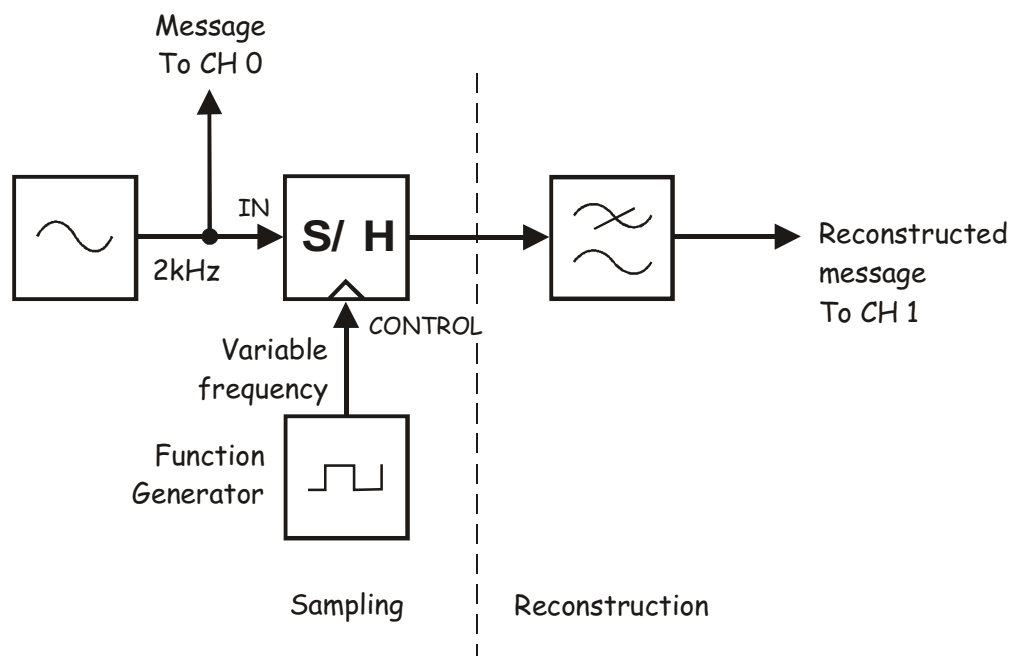 Message
To CH 0
IN
S/ H
2kHz
CONTROL
Variable
frequency
Function
Generator
Reconstructed
message
To CH 1
Sampling
Reconstruction